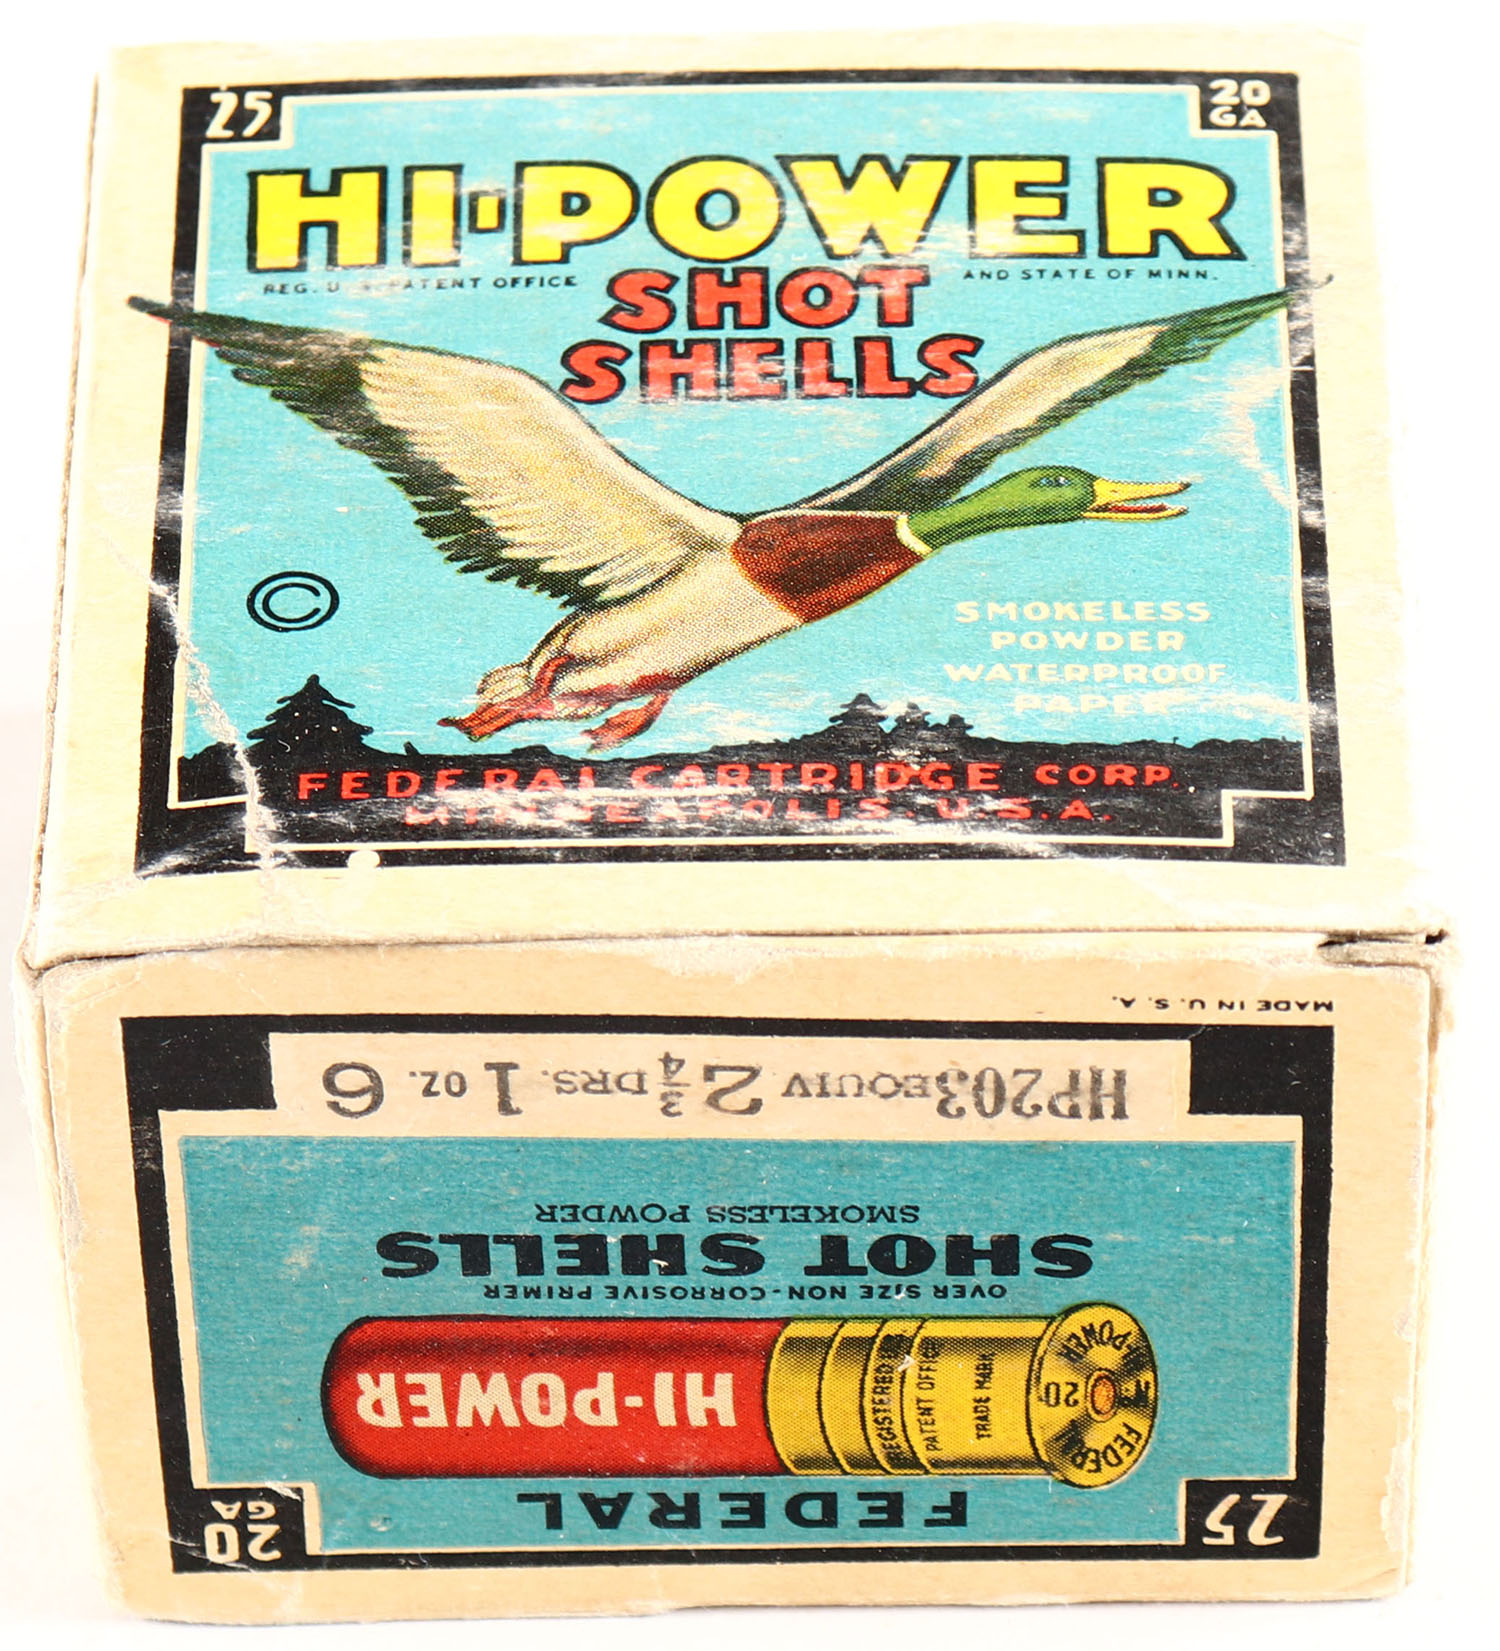 25
20
GA
HI-POWER
REG. U.S. PATENT OFFICE
AND STATE OF MINN.
SHOT
SHELLS
©
SMOKELESS
POWDER
WATERPROOF
PAPER
FEDERAL CARTRIDGE CORP.
MINNEAPOLIS. U.S.A.
MADE IN U.S.A.
HP203 EQUIV 2 3/4 DRS. 1 OZ. 6
SMOKELESS POWDER
SHOT SHELLS
OVER SIZE NON-CORROSIVE PRIMER
HI-POWER
REGISTERED
PATENT OFFICE
TRADE MARK
HI-POWER
20
FEDERAL
FEDERAL
20
GA
25